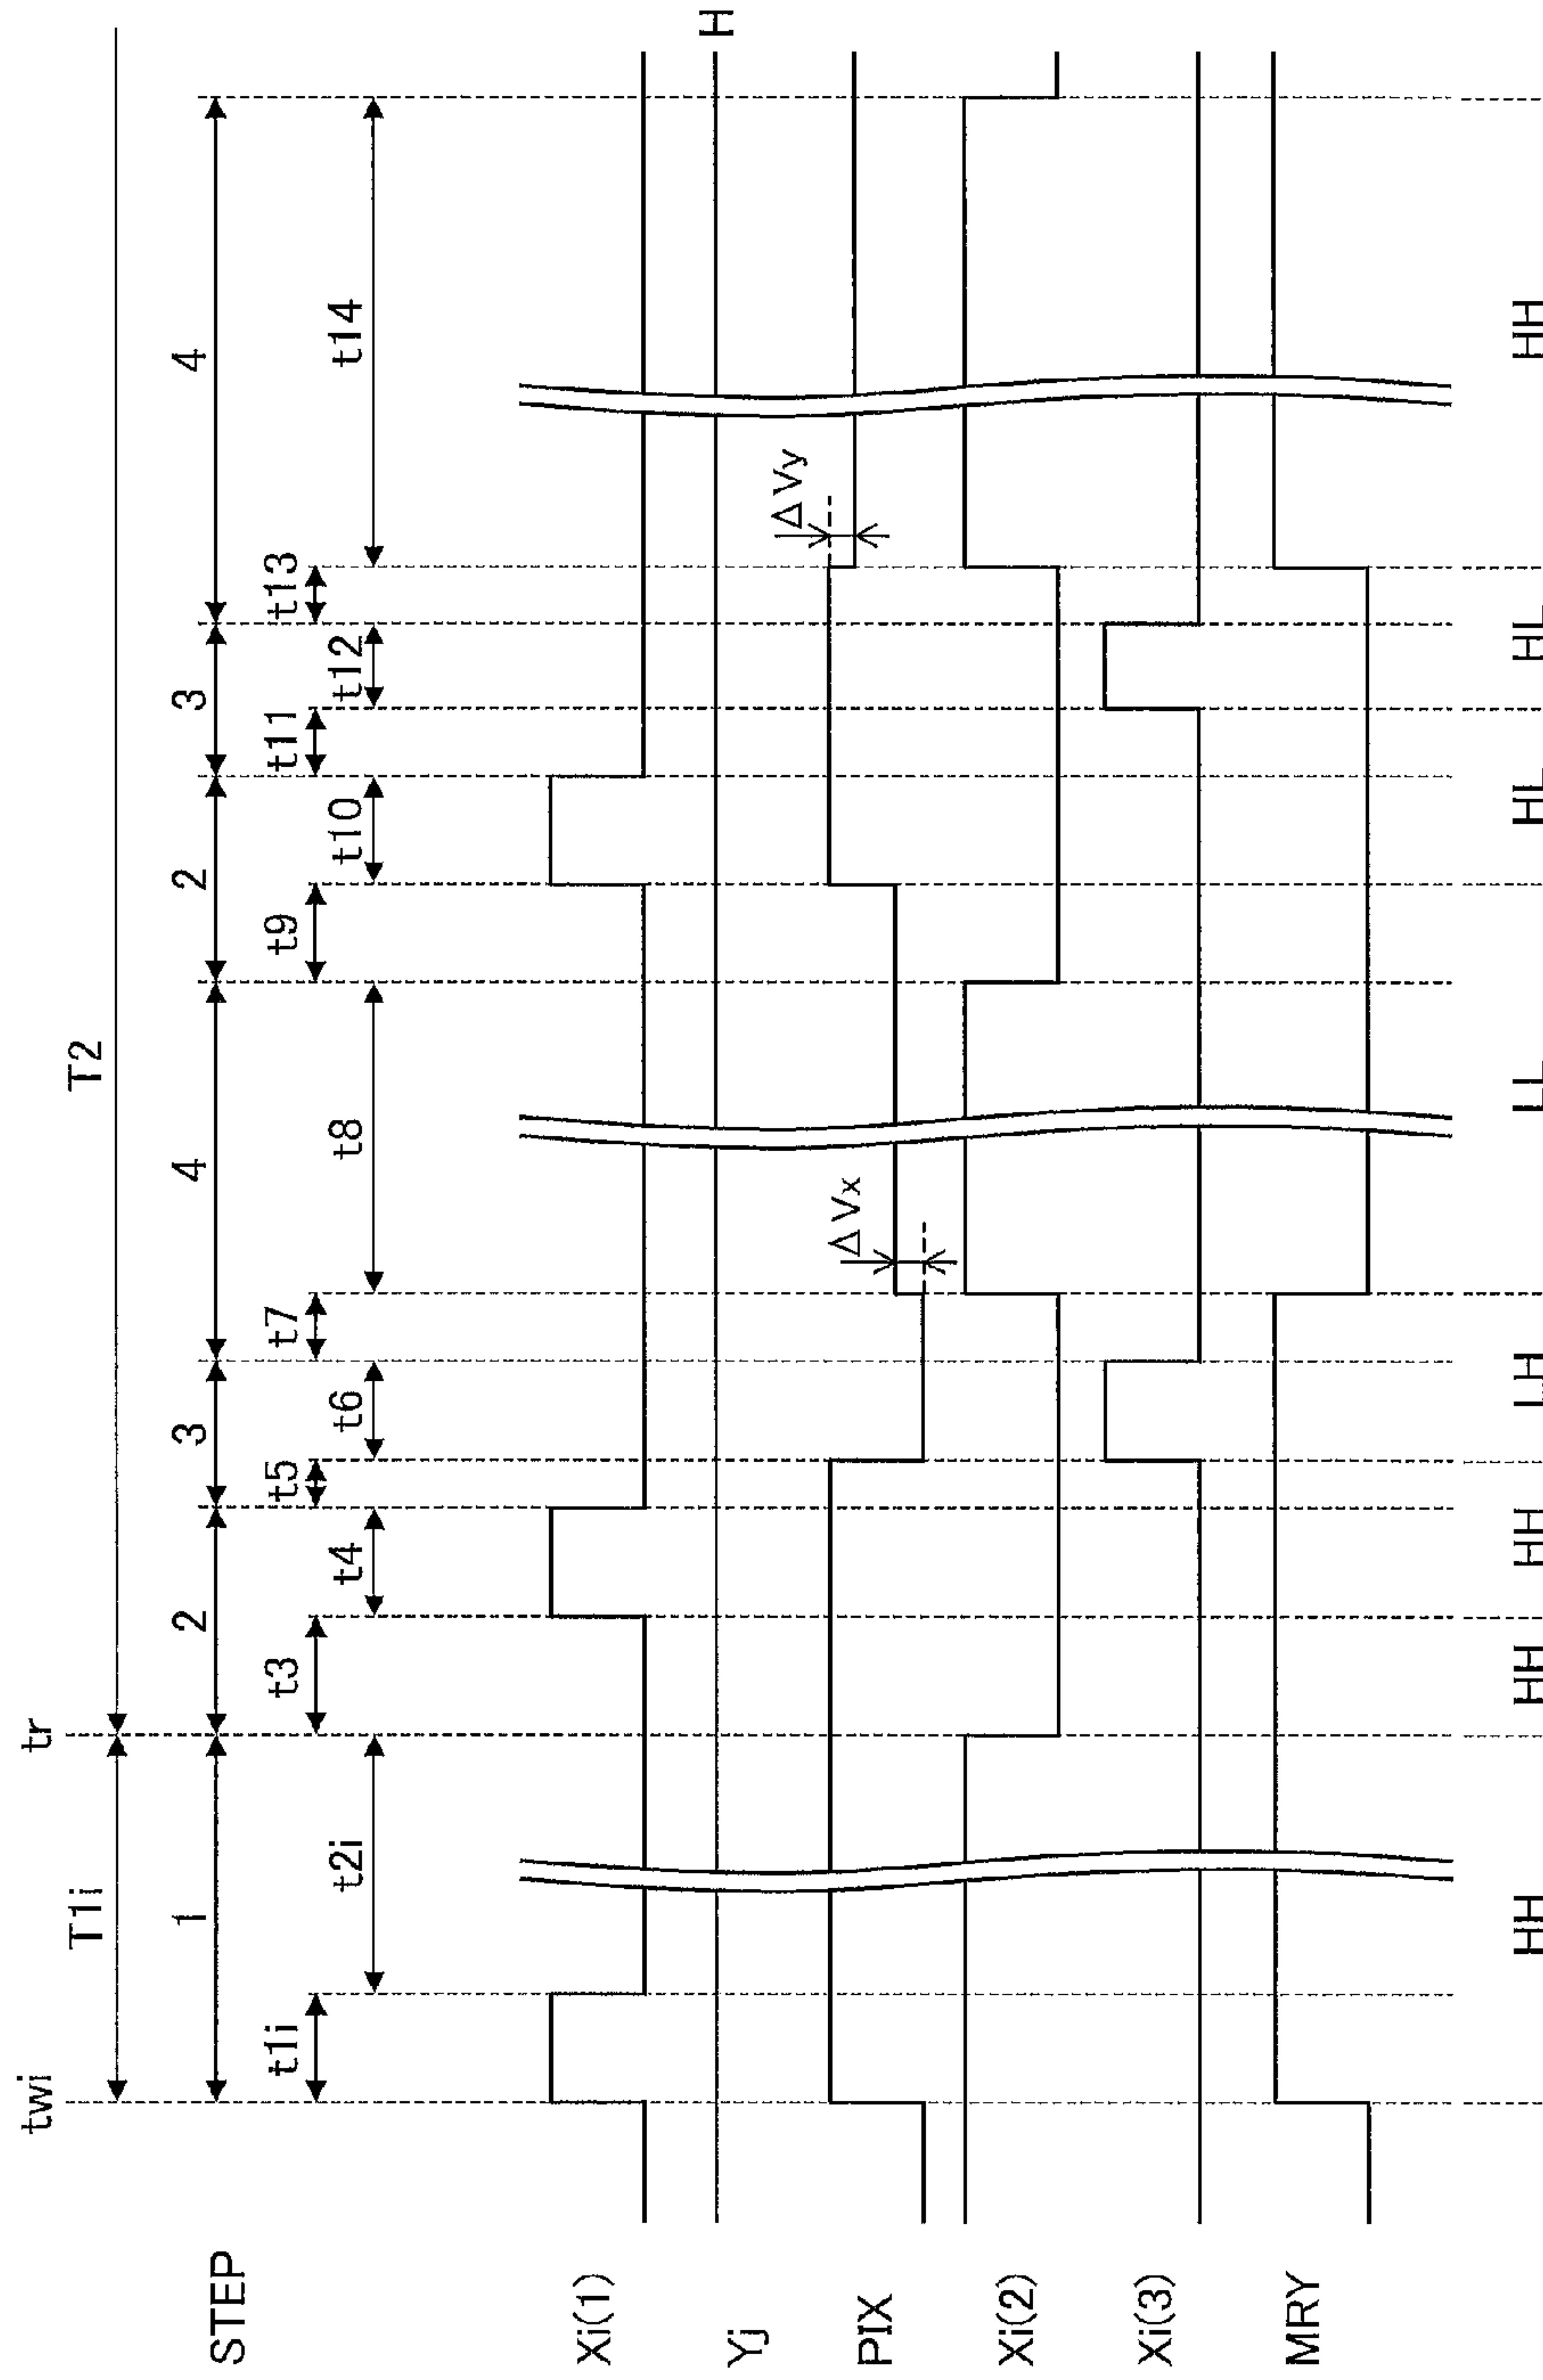 twi tr
T1i T2
STEP 1 2 3 4 2 3 4
t1i t3 t5 t7 t9 t11 t13
t2i t4 t6 t8 t10 t12 t14
Xi(1)
Yj H
ΔVy
PIX ΔVx
Xi(2)
Xi(3)
MRY
HH HH HH LH LL HL HL HH